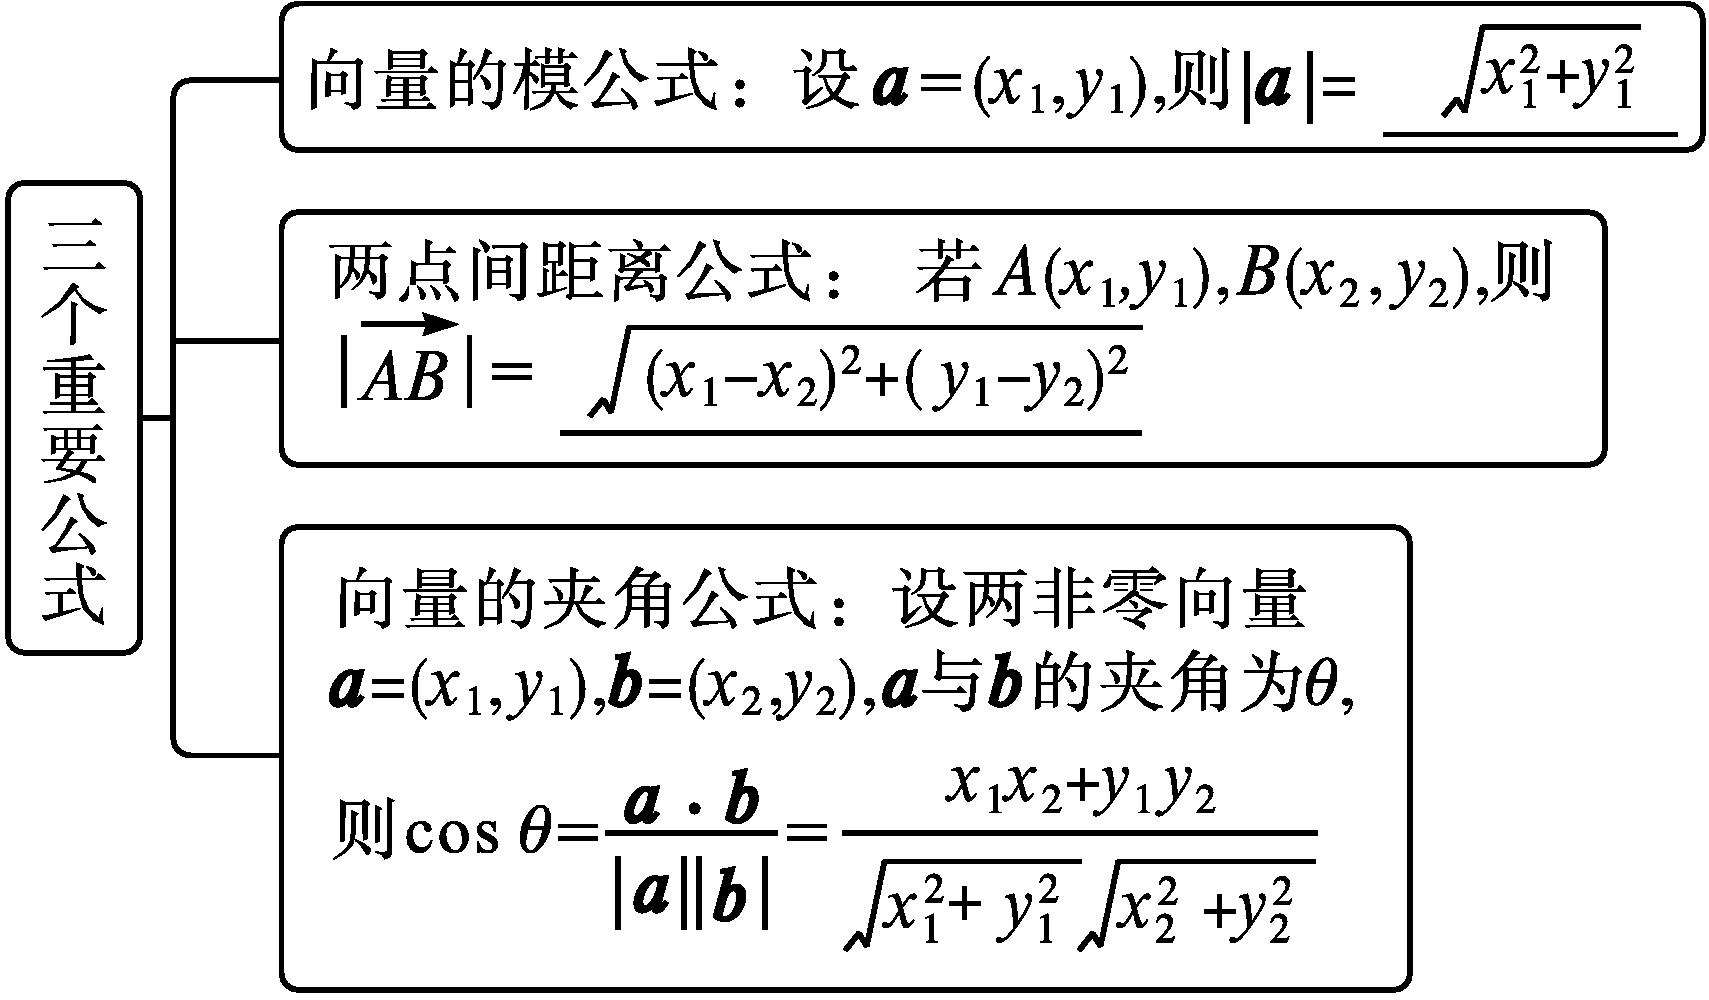 三个重要公式
向量的模公式：设a=(x₁,y₁),则|a|= √(x₁²+y₁²)
两点间距离公式： 若A(x₁,y₁),B(x₂,y₂),则
|\overrightarrow{AB}|= √((x₁−x₂)²+(y₁−y₂)²)
向量的夹角公式：设两非零向量
a=(x₁,y₁),b=(x₂,y₂),a与b的夹角为θ,
则cos θ=\frac{a·b}{|a||b|}=\frac{x₁x₂+y₁y₂}{√(x₁²+y₁²)√(x₂²+y₂²)}